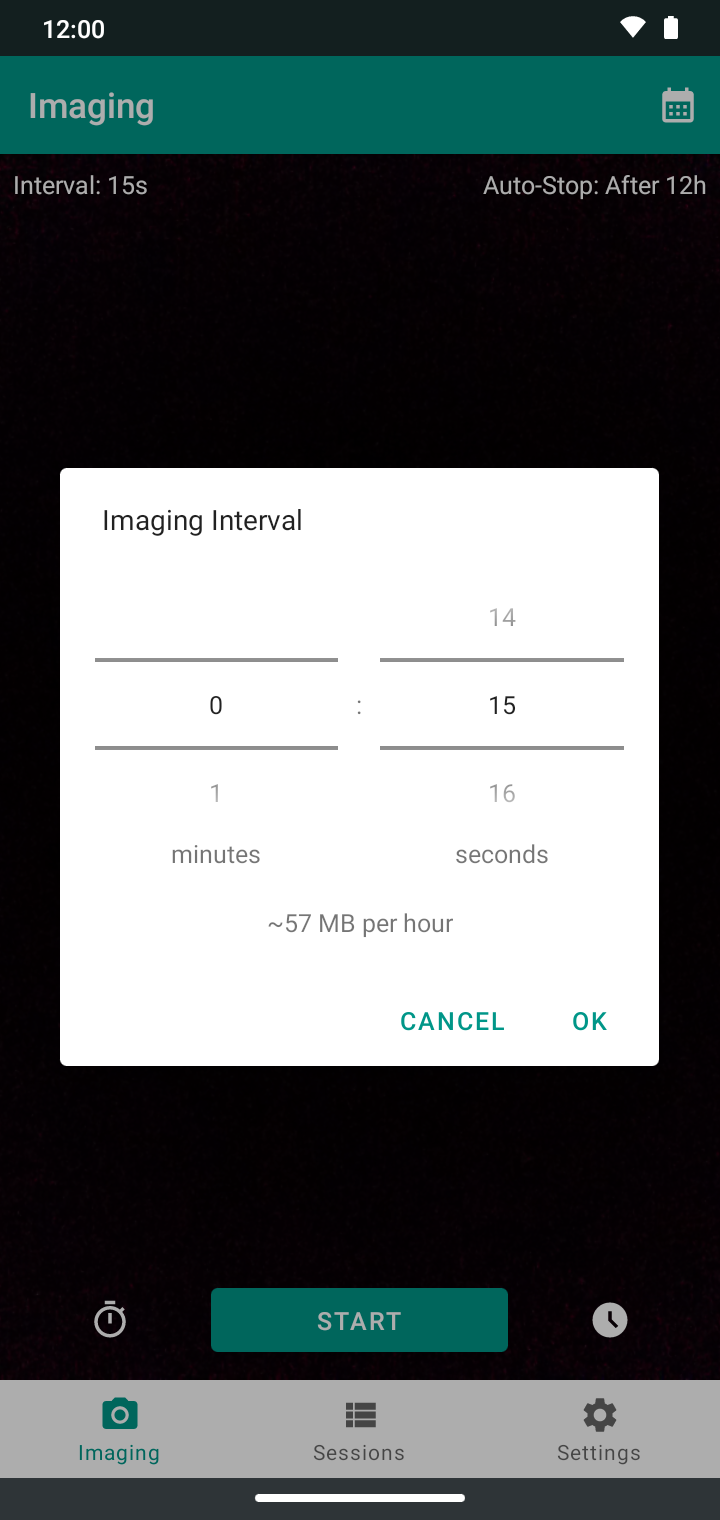 12:00
Imaging
Interval: 15s
Auto-Stop: After 12h
Imaging Interval
14
0 : 15
1
16
minutes
seconds
~57 MB per hour
CANCEL
OK
START
Imaging
Sessions
Settings